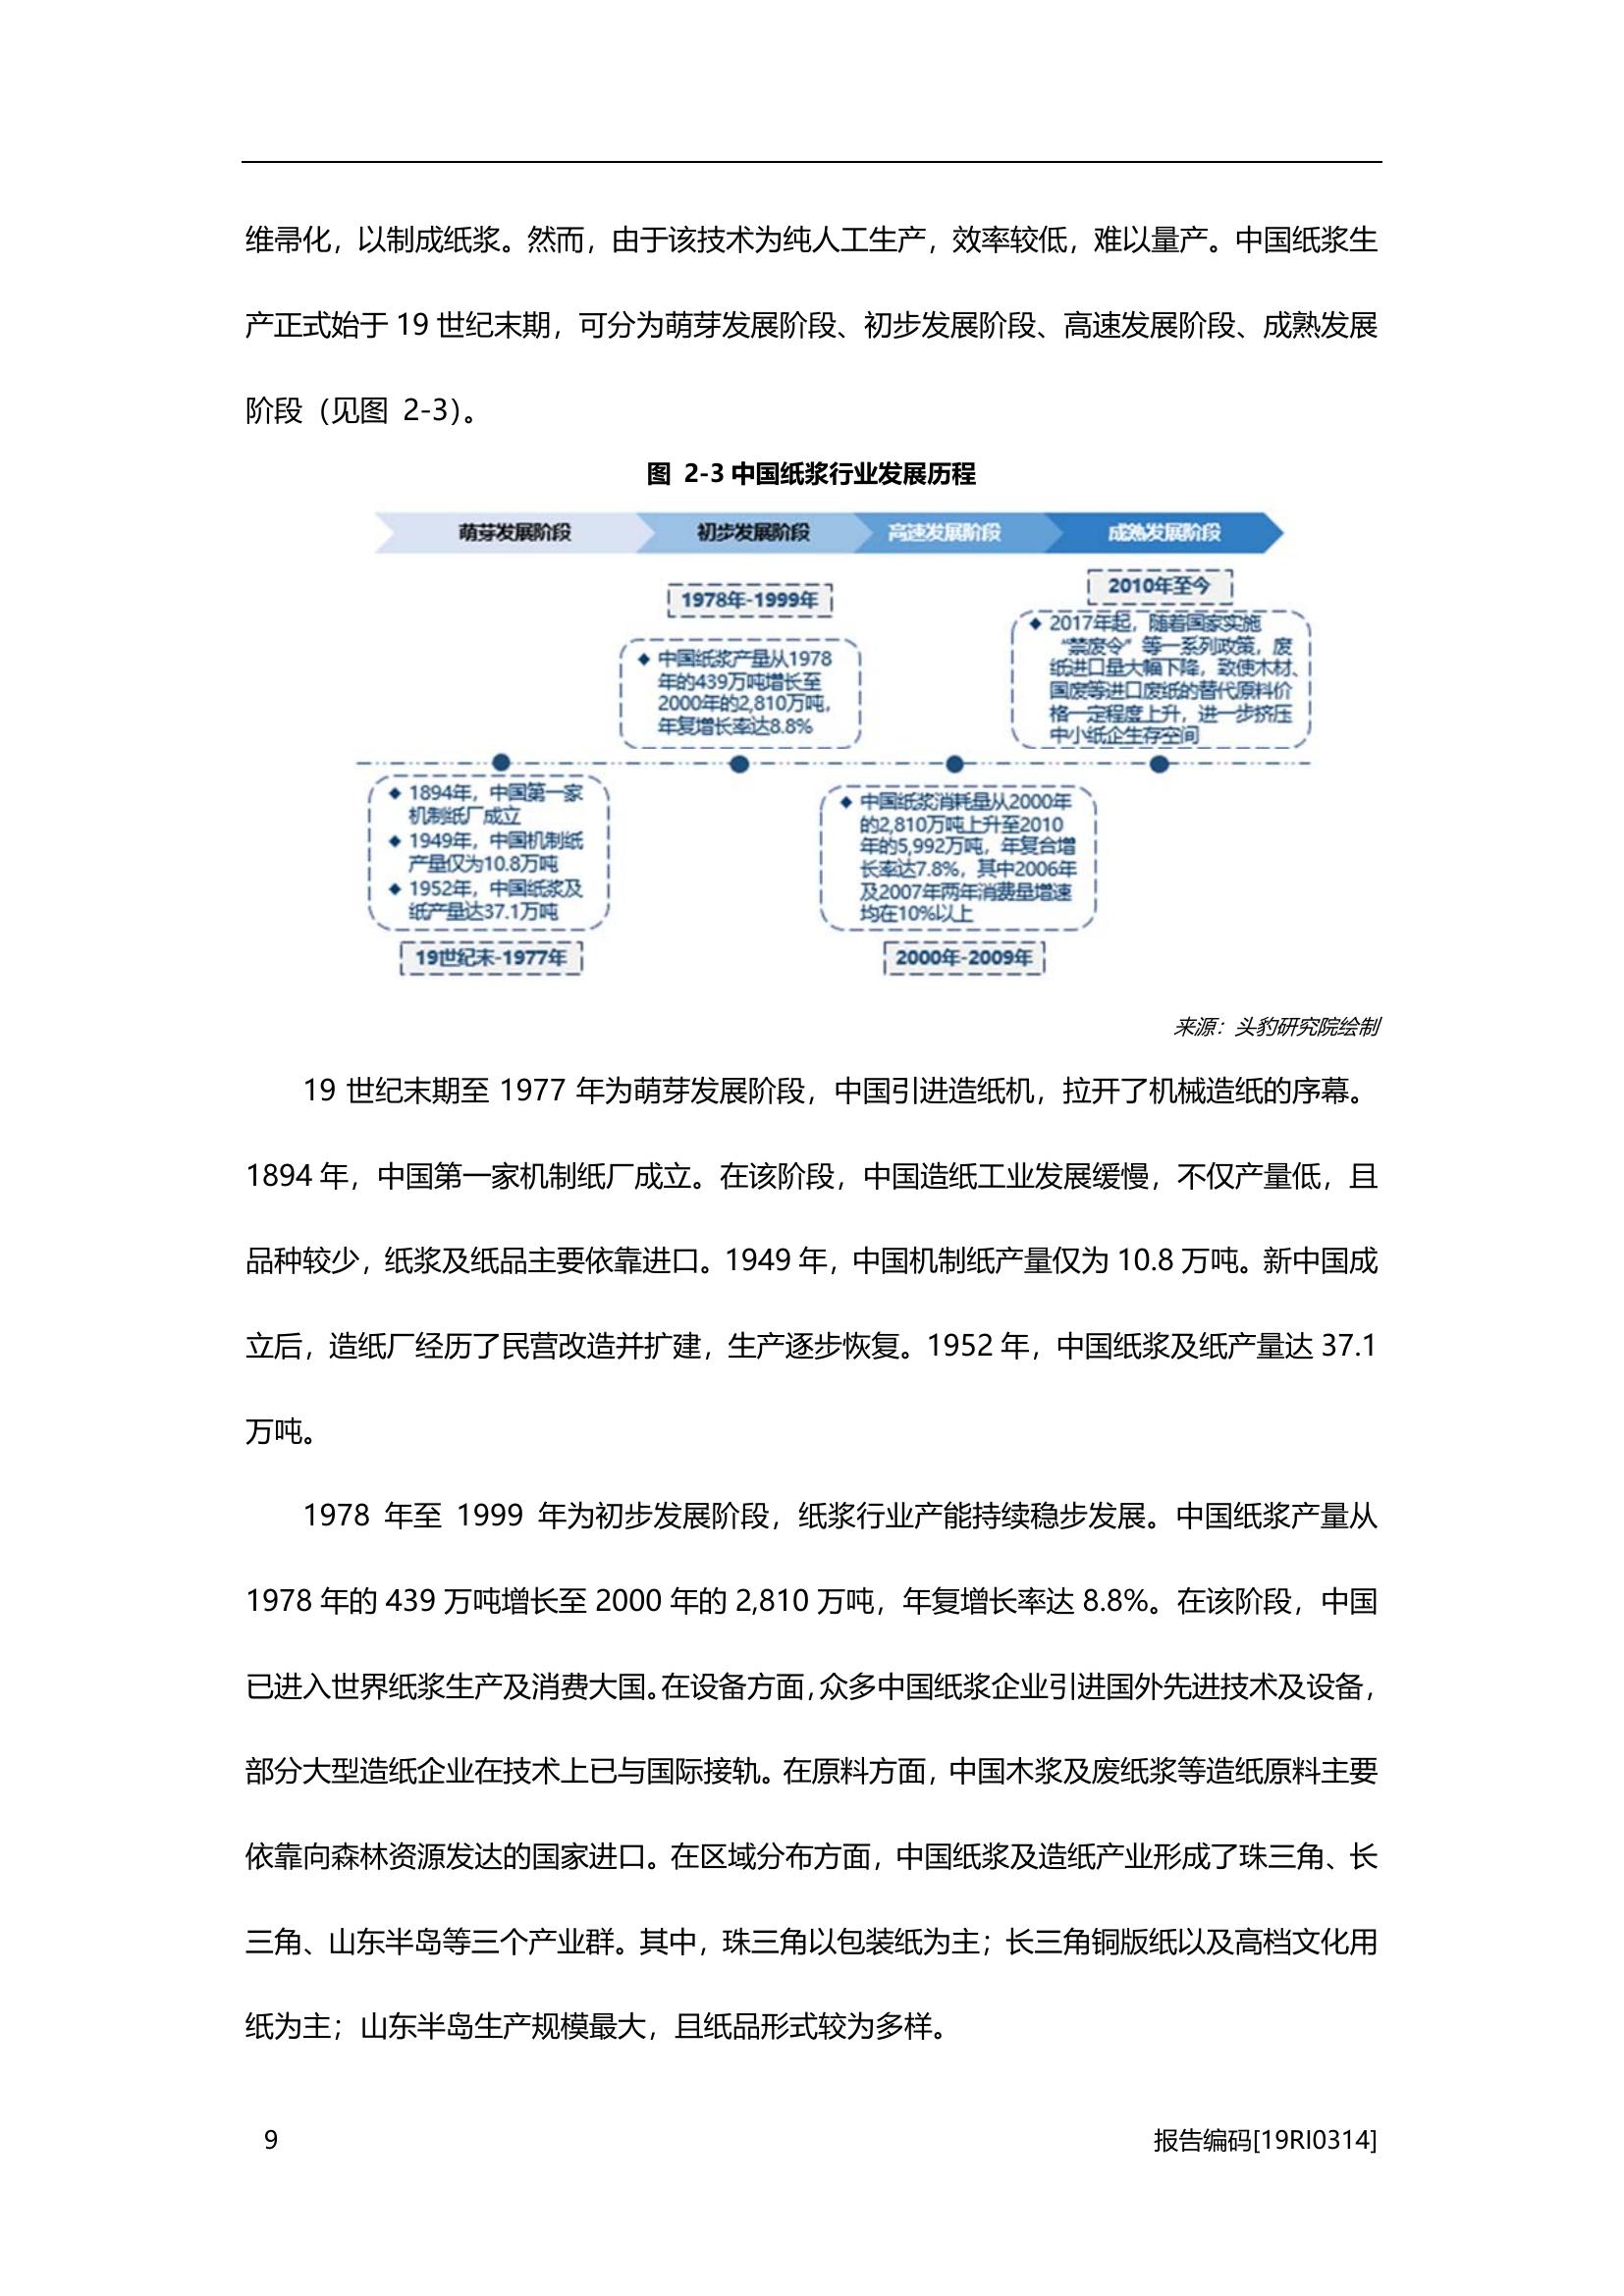 维帚化，以制成纸浆。然而，由于该技术为纯人工生产，效率较低，难以量产。中国纸浆生
产正式始于 19 世纪末期，可分为萌芽发展阶段、初步发展阶段、高速发展阶段、成熟发展
阶段（见图 2-3）。
图 2-3 中国纸浆行业发展历程
萌芽发展阶段
初步发展阶段
高速发展阶段
成熟发展阶段
1978年-1999年
中国纸浆产量从1978
年的439万吨增长至
2000年的2,810万吨，
年复增长率达8.8%
2010年至今
2017年起，随着国家实施
“禁废令”等一系列政策，废
纸进口量大幅下降，致使木材、
国废等进口废纸的替代原料价
格一定程度上升，进一步挤压
中小纸企生存空间
1894年，中国第一家
机制纸厂成立
1949年，中国机制纸
产量仅为10.8万吨
1952年，中国纸浆及
纸产量达37.1万吨
19世纪末-1977年
中国纸浆消耗量从2000年
的2,810万吨上升至2010
年的5,992万吨，年复合增
长率达7.8%，其中2006年
及2007年两年消费量增速
均在10%以上
2000年-2009年
来源：头豹研究院绘制
19 世纪末期至 1977 年为萌芽发展阶段，中国引进造纸机，拉开了机械造纸的序幕。
1894 年，中国第一家机制纸厂成立。在该阶段，中国造纸工业发展缓慢，不仅产量低，且
品种较少，纸浆及纸品主要依靠进口。1949 年，中国机制纸产量仅为 10.8 万吨。新中国成
立后，造纸厂经历了民营改造并扩建，生产逐步恢复。1952 年，中国纸浆及纸产量达 37.1
万吨。
1978 年至 1999 年为初步发展阶段，纸浆行业产能持续稳步发展。中国纸浆产量从
1978 年的 439 万吨增长至 2000 年的 2,810 万吨，年复增长率达 8.8%。在该阶段，中国
已进入世界纸浆生产及消费大国。在设备方面，众多中国纸浆企业引进国外先进技术及设备，
部分大型造纸企业在技术上已与国际接轨。在原料方面，中国木浆及废纸浆等造纸原料主要
依靠向森林资源发达的国家进口。在区域分布方面，中国纸浆及造纸产业形成了珠三角、长
三角、山东半岛等三个产业群。其中，珠三角以包装纸为主；长三角铜版纸以及高档文化用
纸为主；山东半岛生产规模最大，且纸品形式较为多样。
9
报告编码[19RI0314]